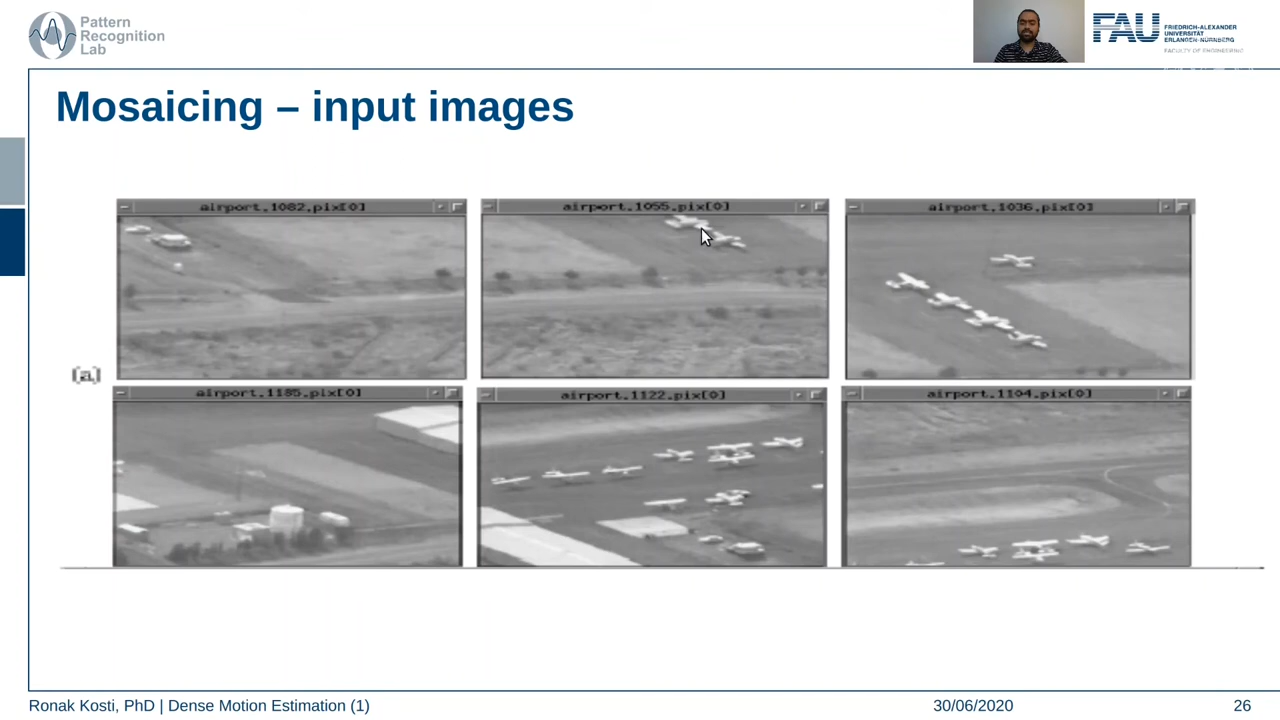 Pattern
Recognition
Lab
FAU
FRIEDRICH-ALEXANDER
UNIVERSITÄT
ERLANGEN-NÜRNBERG
FACULTY OF ENGINEERING
Mosaicing – input images
airport.1082.pix[0]
airport.1055.pix[0]
airport.1036.pix[0]
(a)
airport.1185.pix[0]
airport.1122.pix[0]
airport.1104.pix[0]
Ronak Kosti, PhD | Dense Motion Estimation (1)
30/06/2020
26